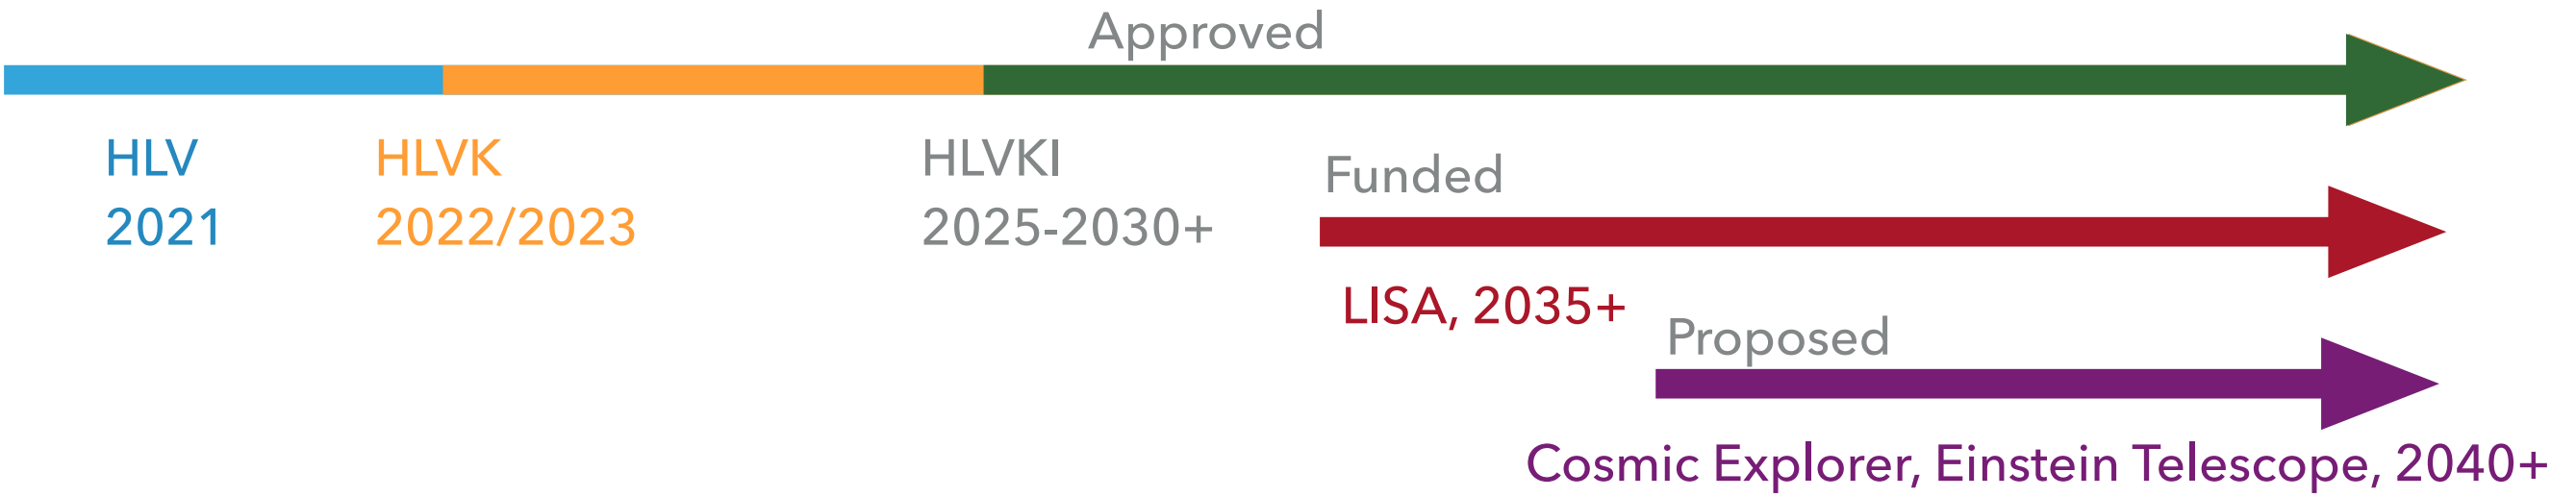 Approved
HLV
2021
HLVK
2022/2023
HLVKI
2025-2030+
Funded
LISA, 2035+
Proposed
Cosmic Explorer, Einstein Telescope, 2040+